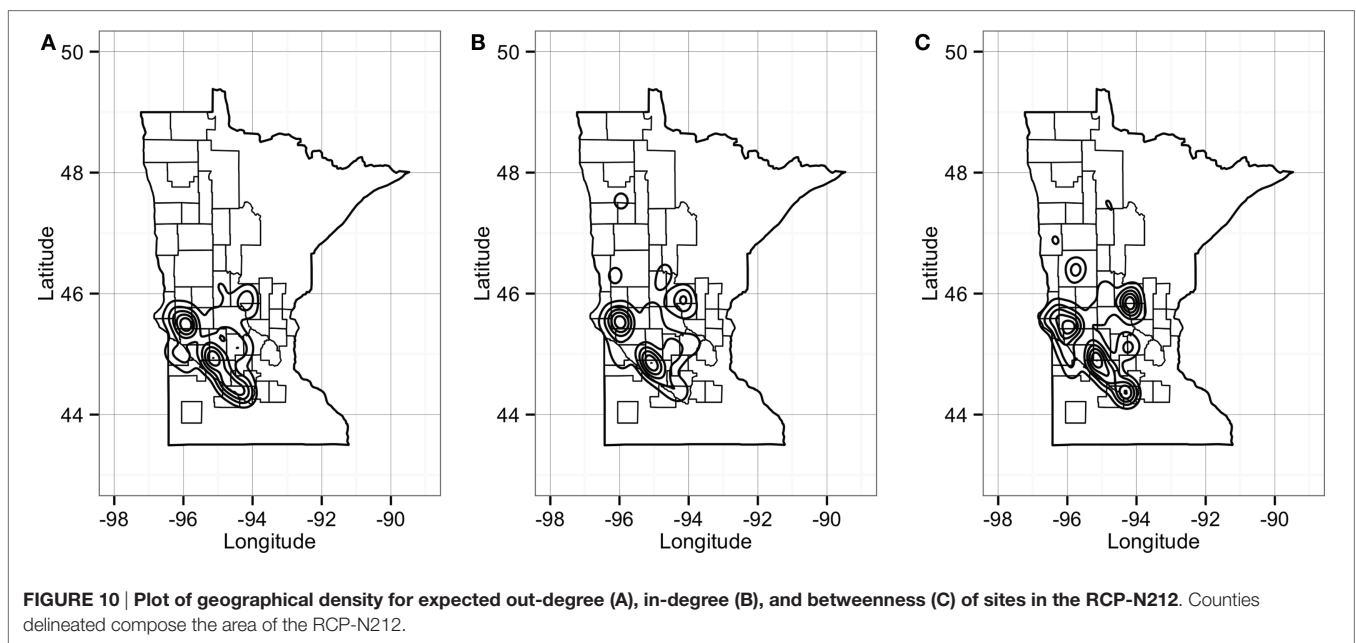 A
B
C
50
48
46
44
Latitude
-98 -96 -94 -92 -90
Longitude
50
48
46
44
Latitude
-98 -96 -94 -92 -90
Longitude
50
48
46
44
Latitude
-98 -96 -94 -92 -90
Longitude
FIGURE 10 | Plot of geographical density for expected out-degree (A), in-degree (B), and betweenness (C) of sites in the RCP-N212. Counties
delineated compose the area of the RCP-N212.